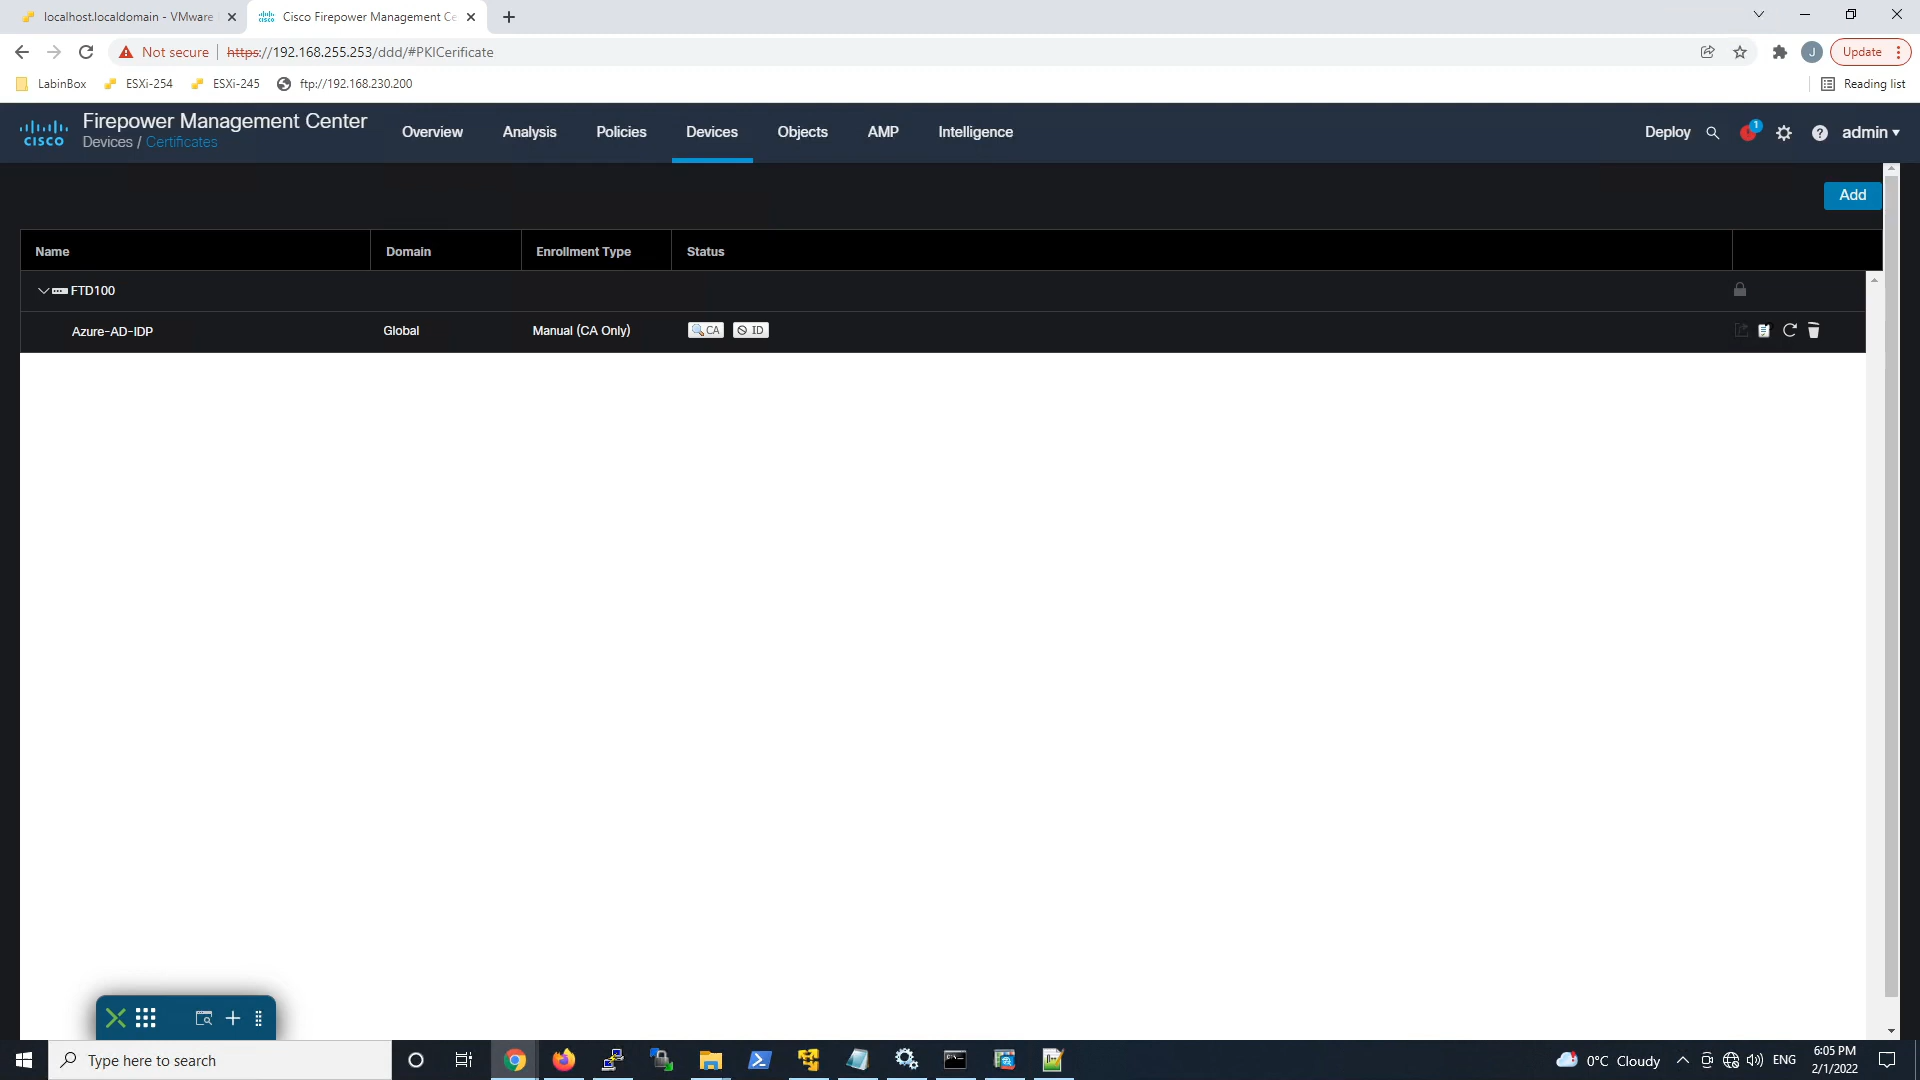 localhost.localdomain - VMware
Cisco Firepower Management Ce
Not secure
https://192.168.255.253/ddd/#PKICerificate
J
Update
LabinBox
ESXi-254
ESXi-245
ftp://192.168.230.200
Reading list
cisco
Firepower Management Center
Devices / Certificates
Overview
Analysis
Policies
Devices
Objects
AMP
Intelligence
Deploy
1
admin
Add
Name
Domain
Enrollment Type
Status
FTD100
Azure-AD-IDP
Global
Manual (CA Only)
CA
ID
Type here to search
0°C Cloudy
ENG
6:05 PM
2/1/2022